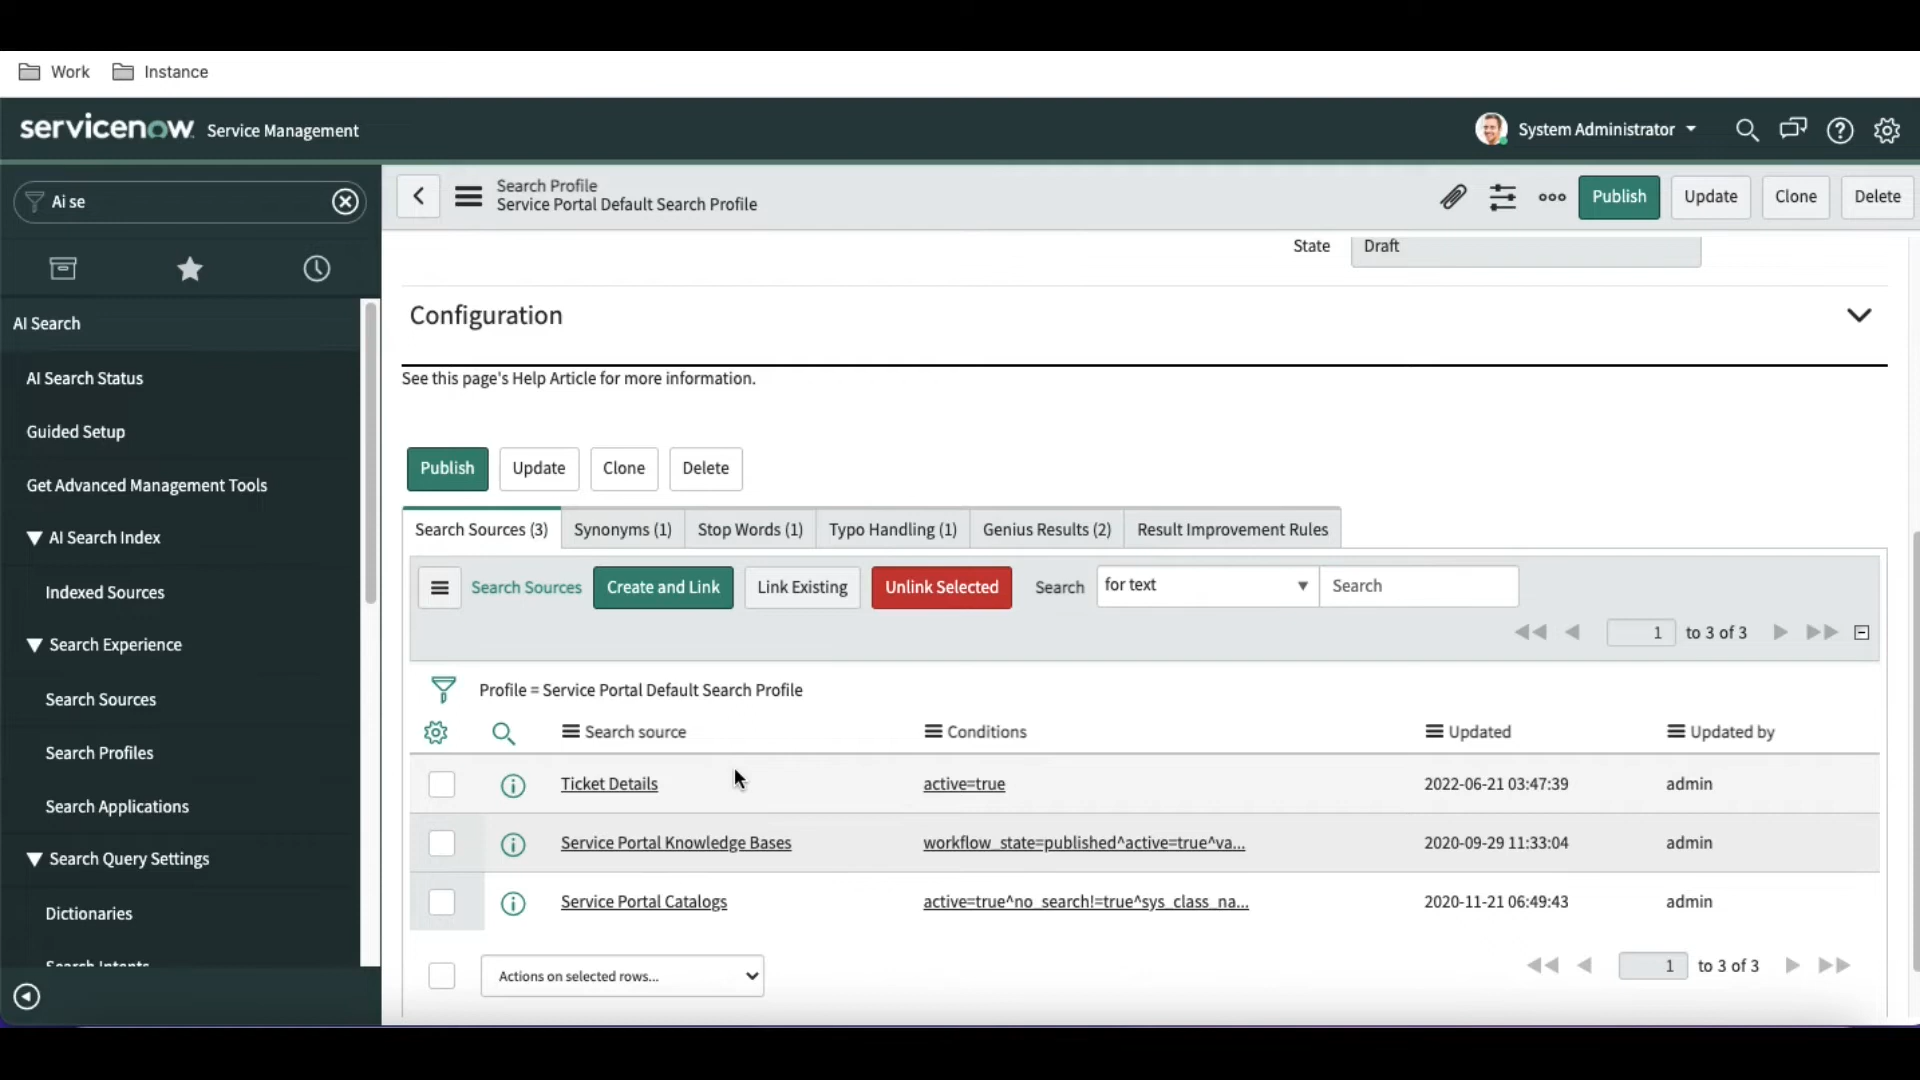 Work Instance
servicenow Service Management System Administrator
Ai se
Search Profile
Service Portal Default Search Profile
Publish Update Clone Delete
AI Search
AI Search Status
Guided Setup
Get Advanced Management Tools
AI Search Index
Indexed Sources
Search Experience
Search Sources
Search Profiles
Search Applications
Search Query Settings
Dictionaries
Search Intents
State Draft
Configuration
See this page's Help Article for more information.
Publish Update Clone Delete
Search Sources (3) Synonyms (1) Stop Words (1) Typo Handling (1) Genius Results (2) Result Improvement Rules
Search Sources Create and Link Link Existing Unlink Selected Search for text Search
1 to 3 of 3
Profile = Service Portal Default Search Profile
Search source Conditions Updated Updated by
Ticket Details active=true 2022-06-21 03:47:39 admin
Service Portal Knowledge Bases workflow_state=published^active=true^va... 2020-09-29 11:33:04 admin
Service Portal Catalogs active=true^no_search!=true^sys_class_na... 2020-11-21 06:49:43 admin
Actions on selected rows... 1 to 3 of 3